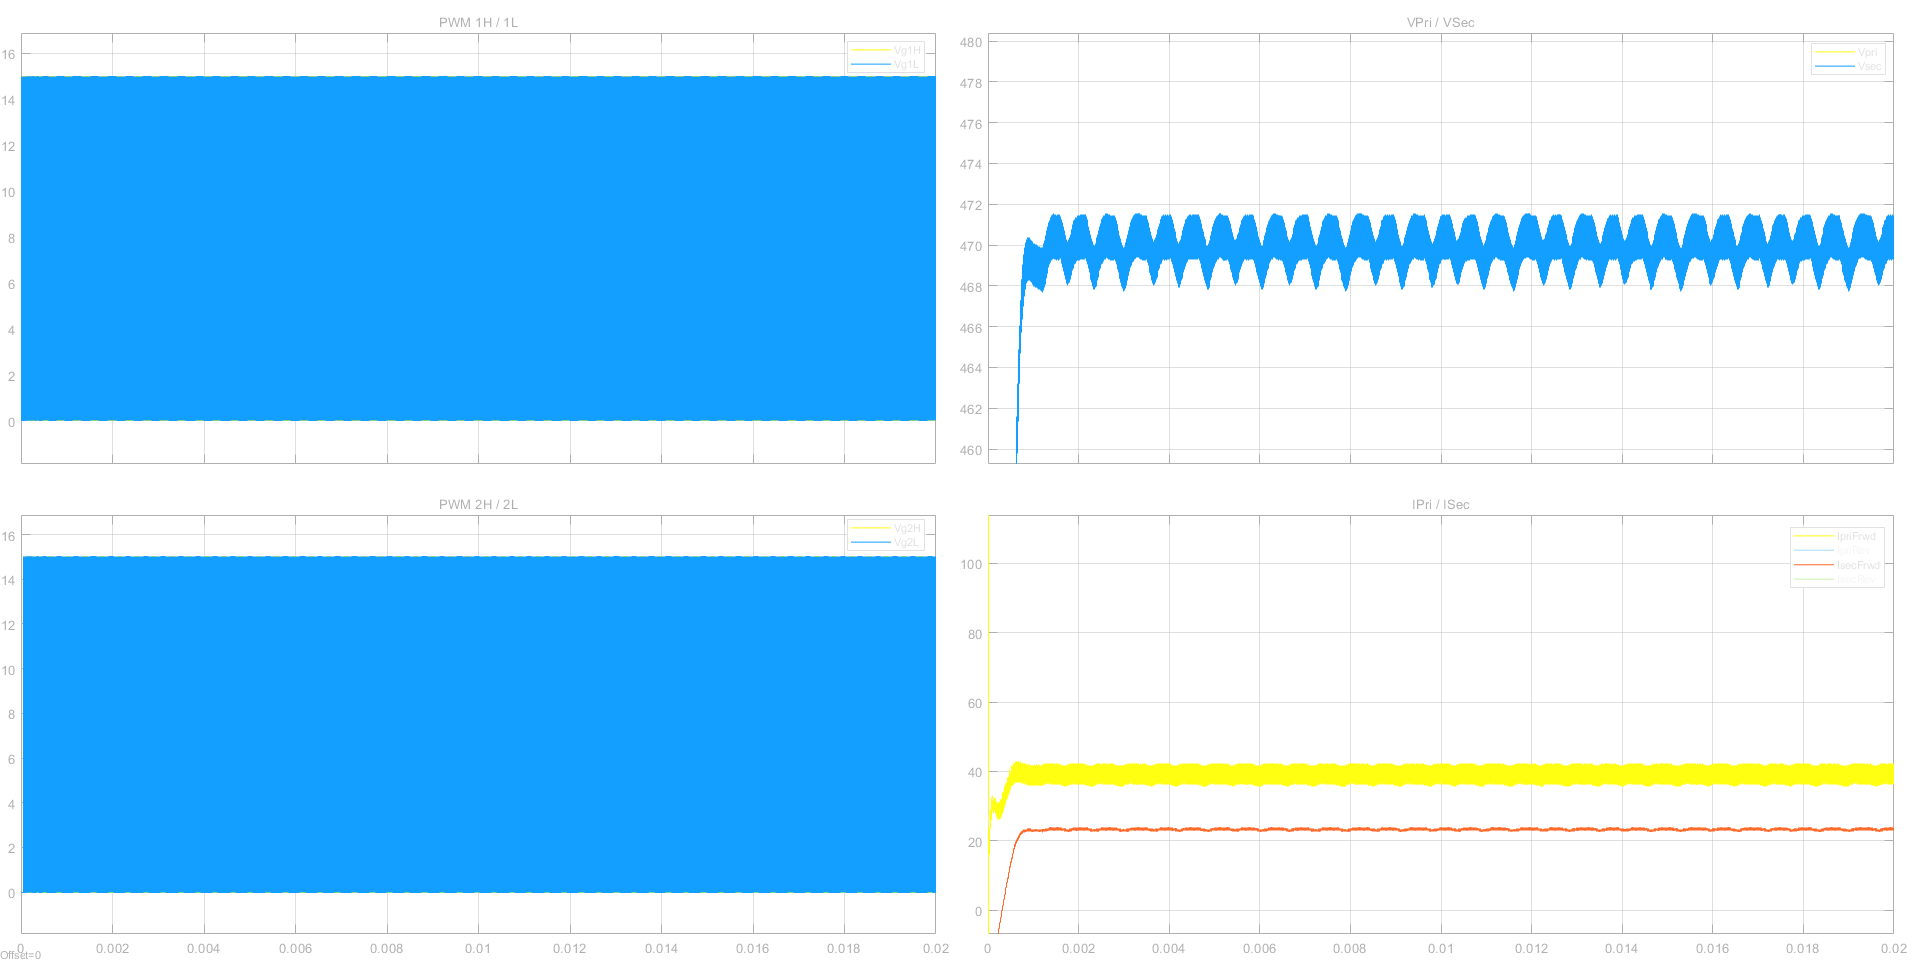 PWM 1H / 1L
16
14
12
10
8
6
4
2
0
Vg1H
Vg1L
VPri / VSec
480
478
476
474
472
470
468
466
464
462
460
Vpri
Vsec
PWM 2H / 2L
16
14
12
10
8
6
4
2
0
Vg2H
Vg2L
0 0.002 0.004 0.006 0.008 0.01 0.012 0.014 0.016 0.018 0.02
Offset=0
IPri / ISec
100
80
60
40
20
0
IpriFrwd
IpriRev
IsecFrwd
IsecRev
0 0.002 0.004 0.006 0.008 0.01 0.012 0.014 0.016 0.018 0.02